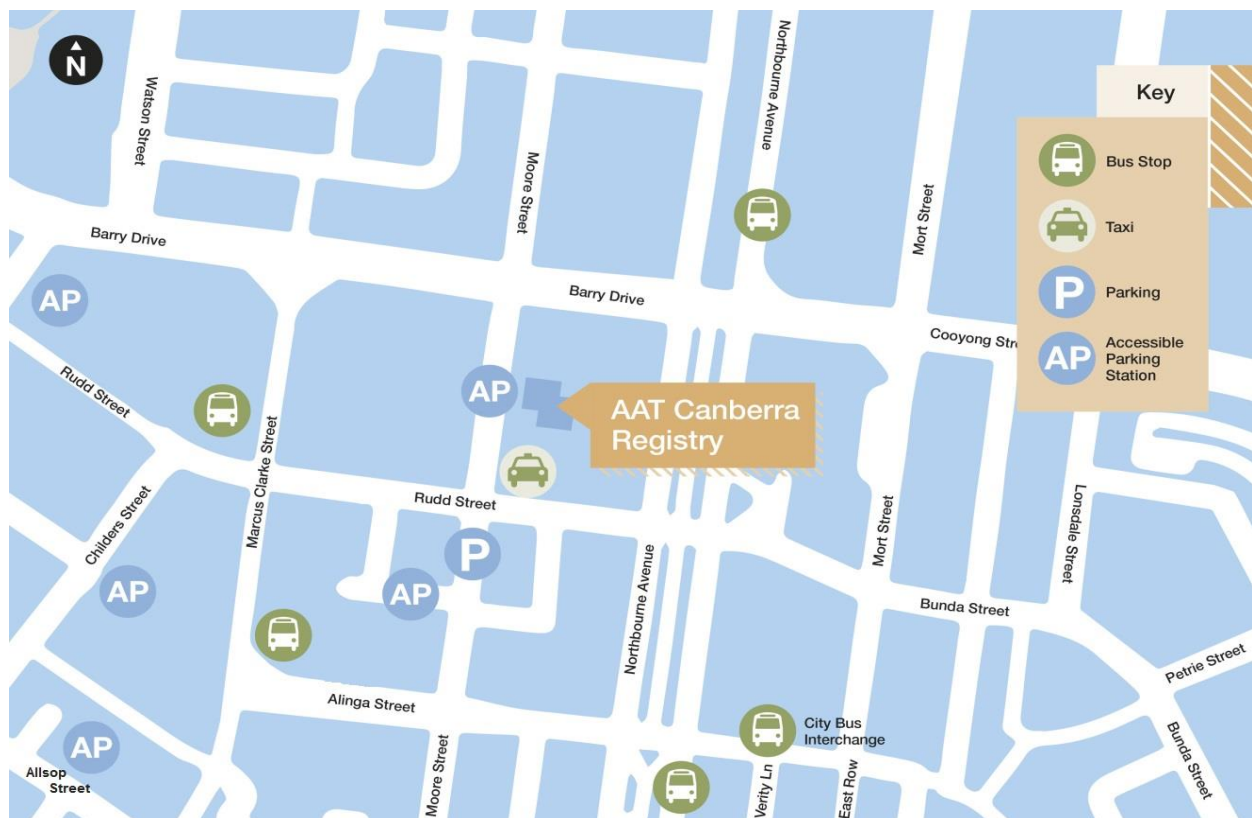 N
Watson Street
Moore Street
Northbourne Avenue
Mort Street
Key
Bus Stop
Taxi
P
Parking
AP
Accessible
Parking
Station
Barry Drive
Barry Drive
Cooyong Stre
AP
Rudd Street
Marcus Clarke Street
AP
AAT Canberra
Registry
Rudd Street
Childers Street
P
AP
AP
Northbourne Avenue
Mort Street
Lonsdale Street
Bunda Street
Petrie Street
Bunda Street
Alinga Street
City Bus
Interchange
AP
Allsop
Street
Moore Street
Verity Ln
East Row